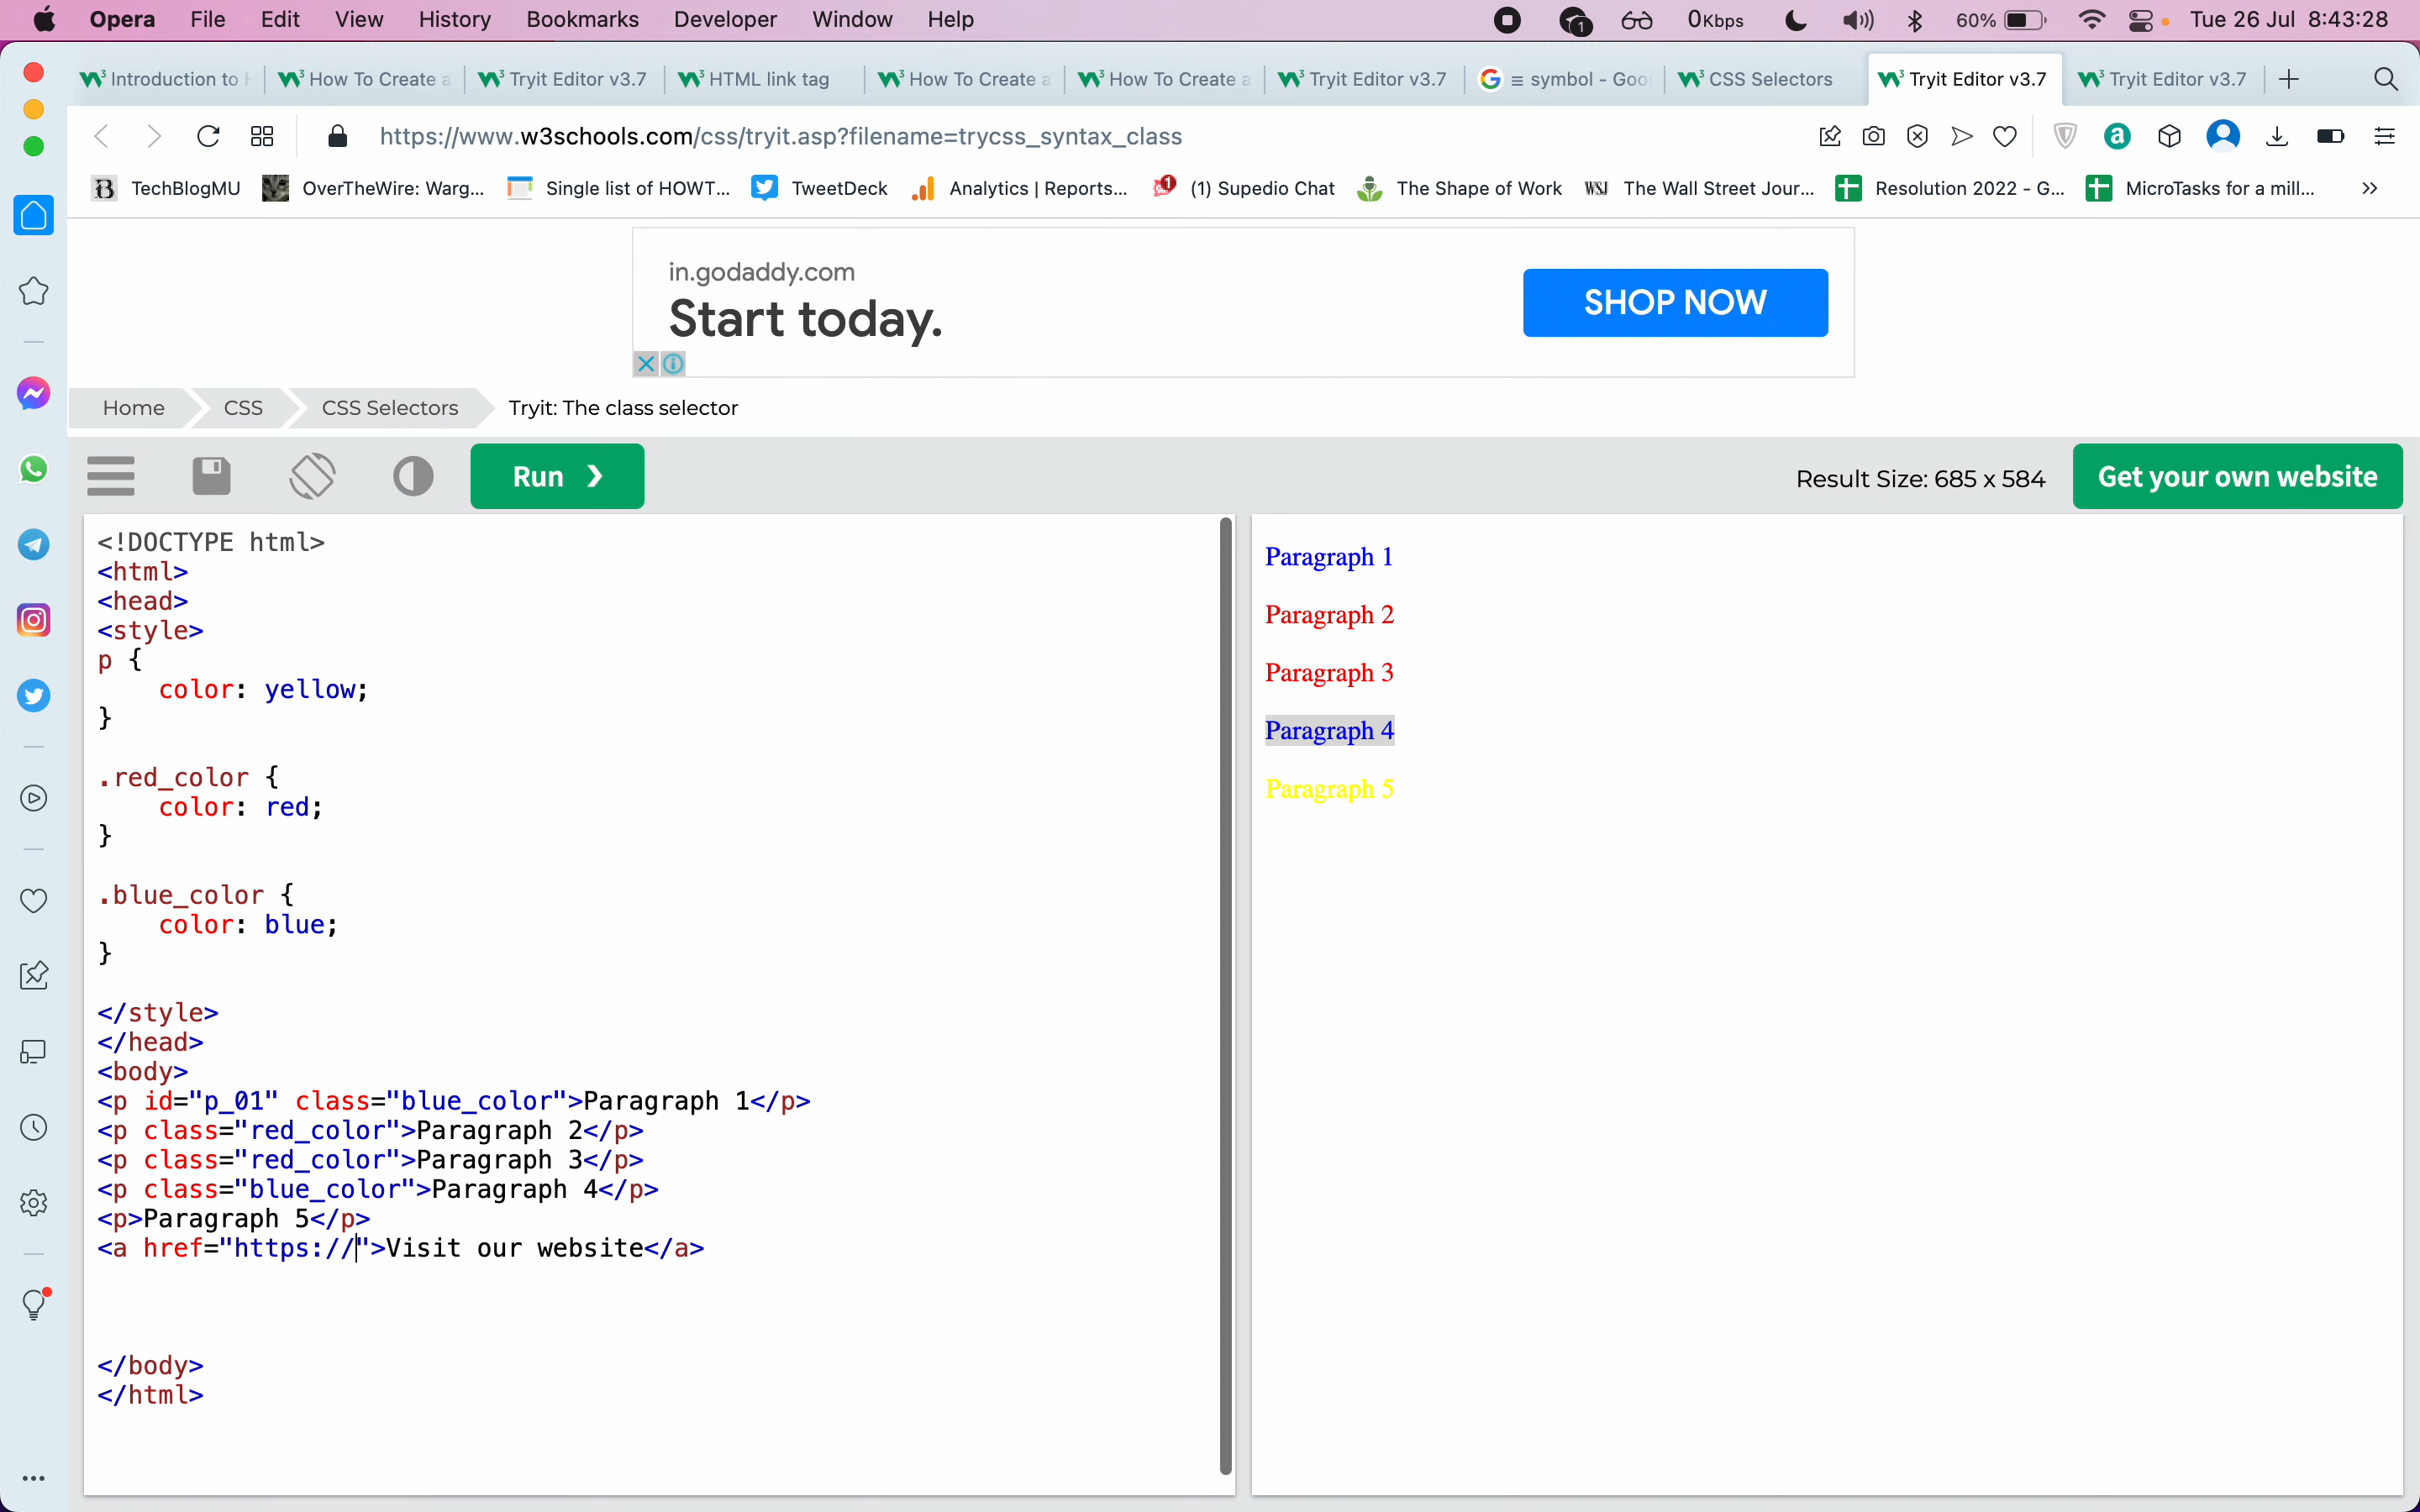 Opera File Edit View History Bookmarks Developer Window Help 1 0Kbps 60% Tue 26 Jul 8:43:28
Introduction to How To Create a Tryit Editor v3.7 HTML link tag How To Create a How To Create a Tryit Editor v3.7 ≡ symbol - Goo CSS Selectors Tryit Editor v3.7 Tryit Editor v3.7
https://www.w3schools.com/css/tryit.asp?filename=trycss_syntax_class
TechBlogMU OverTheWire: Warg... Single list of HOWT... TweetDeck Analytics | Reports... (1) Supedio Chat The Shape of Work WSJ The Wall Street Jour... Resolution 2022 - G... MicroTasks for a mill... »
in.godaddy.com
Start today.
SHOP NOW
Home CSS CSS Selectors Tryit: The class selector
Run ❯ Result Size: 685 x 584 Get your own website
<!DOCTYPE html>
<html>
<head>
<style>
p {
    color: yellow;
}
.red_color {
    color: red;
}
.blue_color {
    color: blue;
}
</style>
</head>
<body>
<p id="p_01" class="blue_color">Paragraph 1</p>
<p class="red_color">Paragraph 2</p>
<p class="red_color">Paragraph 3</p>
<p class="blue_color">Paragraph 4</p>
<p>Paragraph 5</p>
<a href="https://">Visit our website</a>
</body>
</html>
Paragraph 1
Paragraph 2
Paragraph 3
Paragraph 4
Paragraph 5